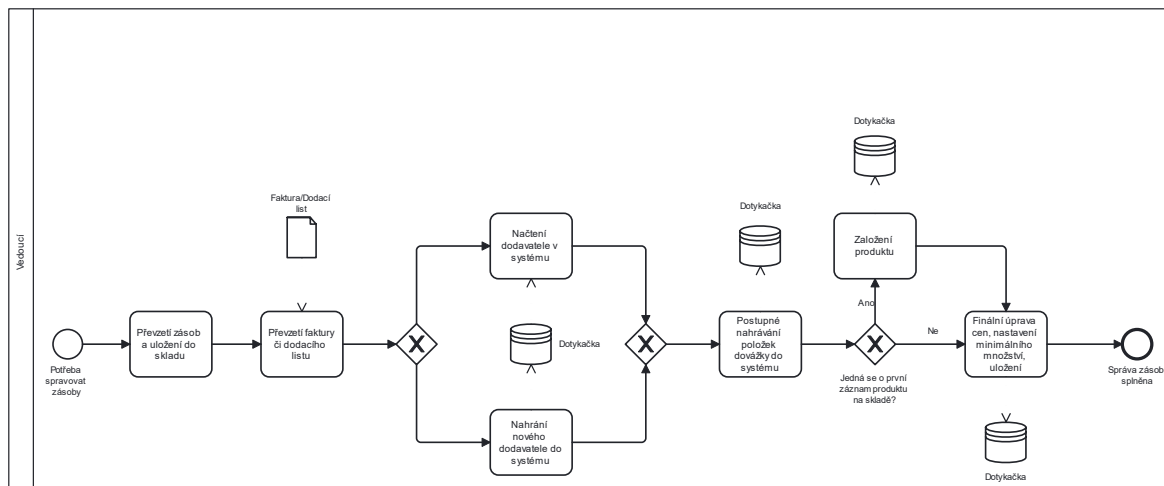 Vedoucí
Potřeba
spravovat
zásoby
Převzetí zásob
a uložení do
skladu
Faktura/Dodací
list
Převzetí faktury
či dodacího
listu
Načtení
dodavatele v
systému
Dotykačka
Nahrání
nového
dodavatele do
systému
Dotykačka
Postupné
nahrávání
položek
dovážky do
systému
Dotykačka
Založení
produktu
Ano
Ne
Jedná se o první
záznam produktu
na skladě?
Finální úprava
cen, nastavení
minimálního
množství,
uložení
Dotykačka
Správa zásob
splněna